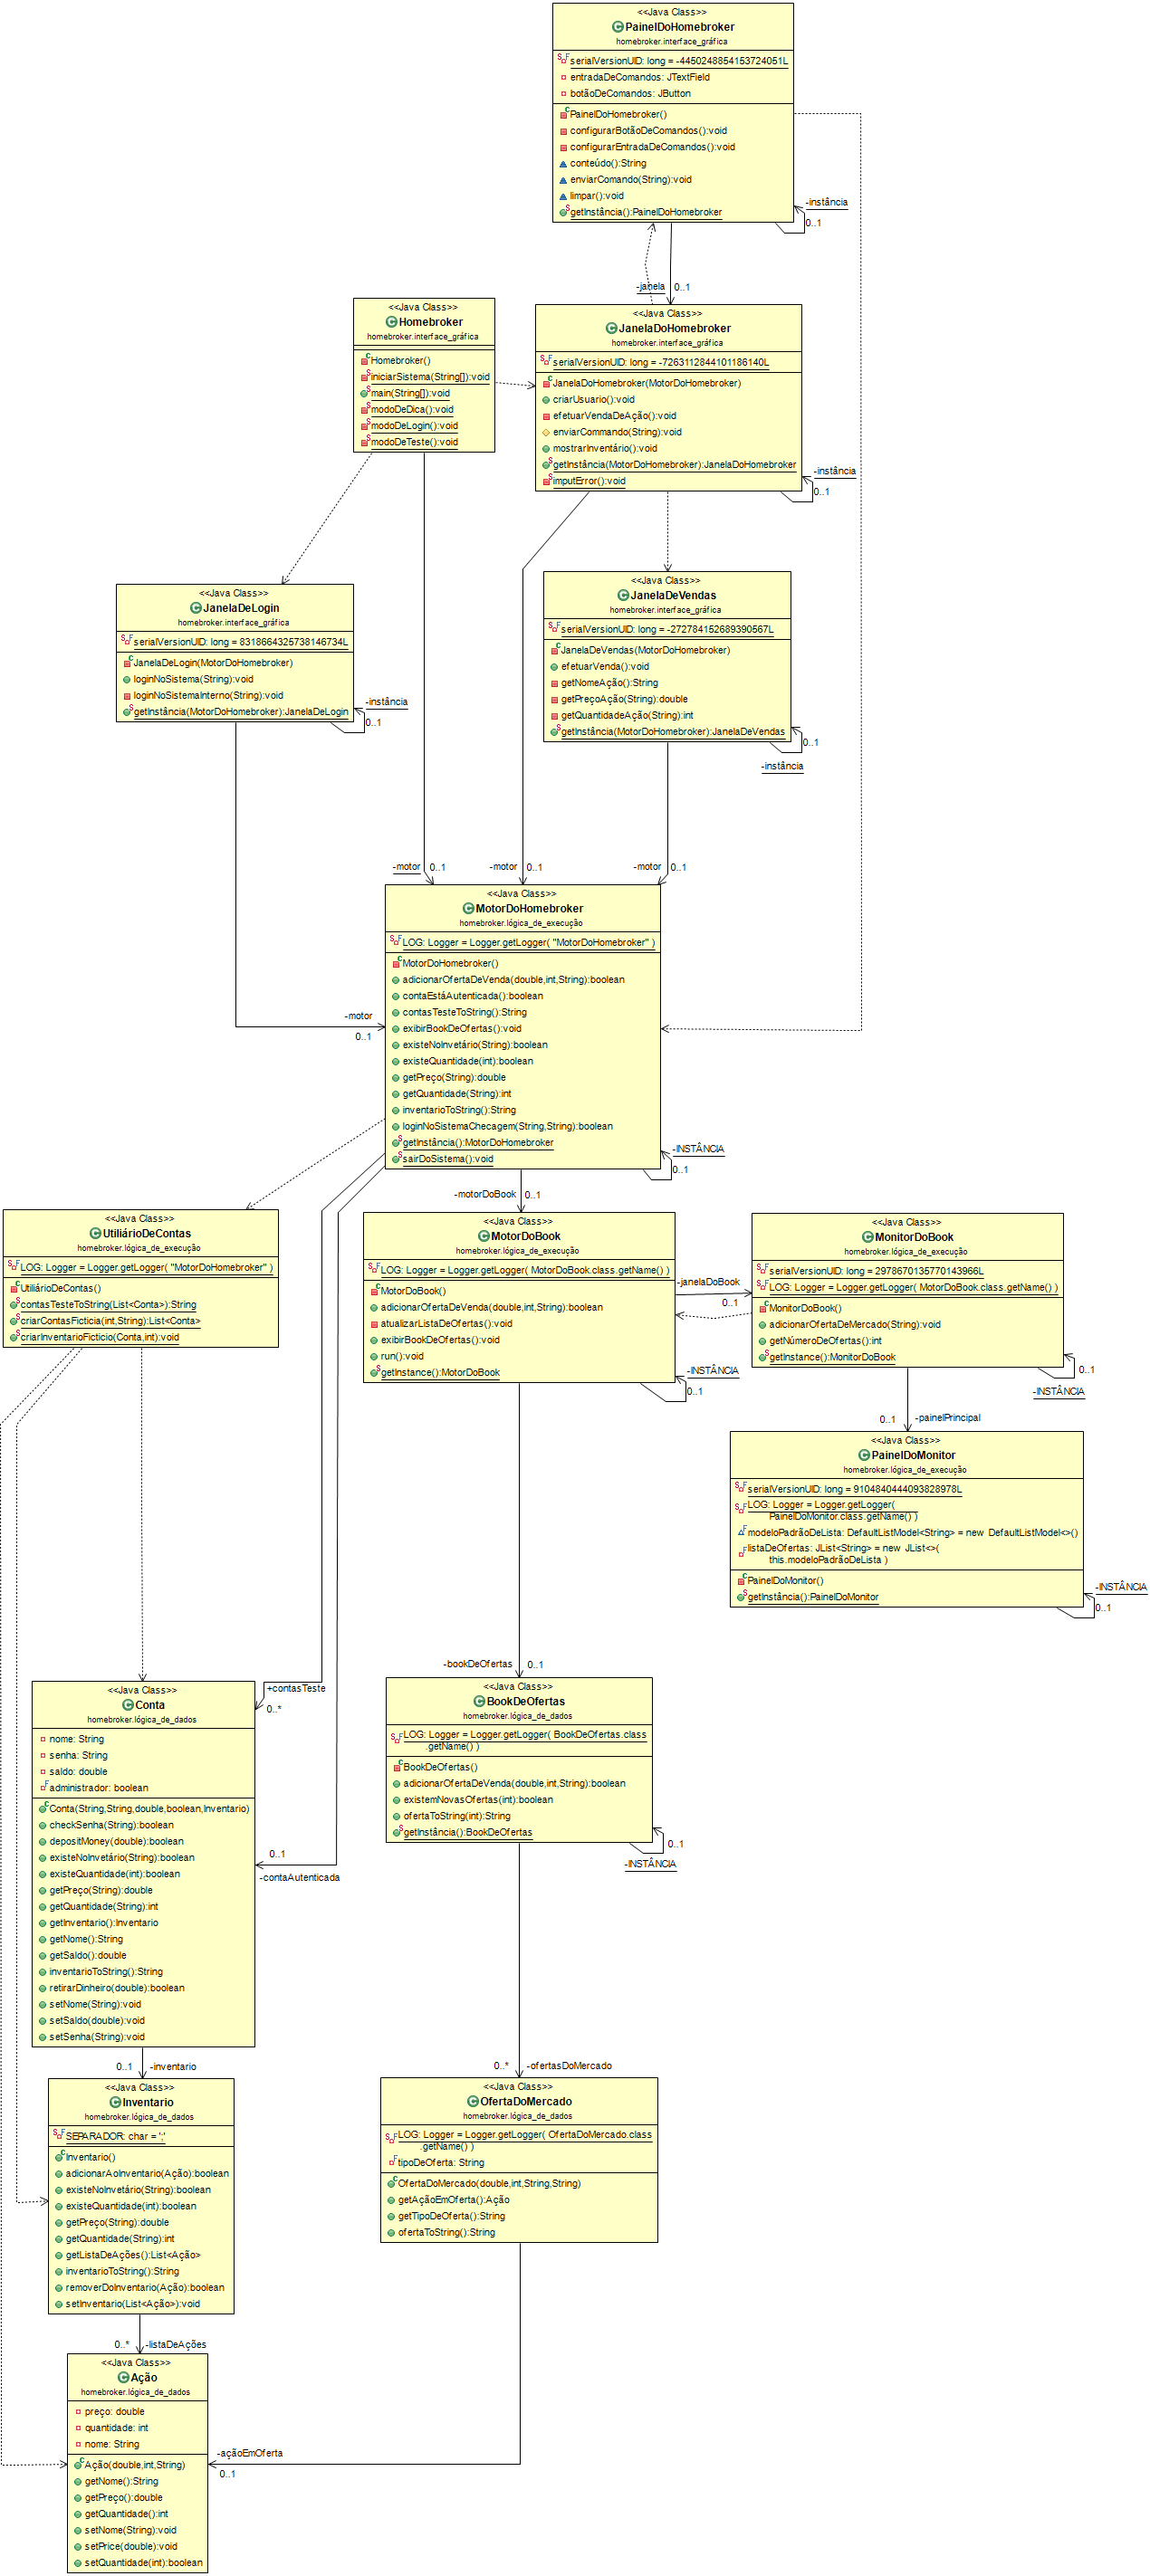 <<Java Class>>
PainelDoHomebroker
homebroker.interface_gráfica
serialVersionUID: long = -4450248854153724051L
entradaDeComandos: JTextField
botãoDeComandos: JButton
PainelDoHomebroker()
configurarBotãoDeComandos():void
configurarEntradaDeComandos():void
conteúdo():String
enviarComando(String):void
limpar():void
getInstância():PainelDoHomebroker
-instância
0..1
-janela
0..1
<<Java Class>>
Homebroker
homebroker.interface_gráfica
Homebroker()
iniciarSistema(String[]):void
main(String[]):void
modoDeDica():void
modoDeLogin():void
modoDeTeste():void
<<Java Class>>
JanelaDoHomebroker
homebroker.interface_gráfica
serialVersionUID: long = -7263112844101186140L
JanelaDoHomebroker(MotorDoHomebroker)
criarUsuario():void
efetuarVendaDeAção():void
enviarCommando(String):void
mostrarInventário():void
getInstância(MotorDoHomebroker):JanelaDoHomebroker
imputError():void
-instância
0..1
<<Java Class>>
JanelaDeLogin
homebroker.interface_gráfica
serialVersionUID: long = 8318664325738146734L
JanelaDeLogin(MotorDoHomebroker)
loginNoSistema(String):void
loginNoSistemaInterno(String):void
getInstância(MotorDoHomebroker):JanelaDeLogin
-instância
0..1
<<Java Class>>
JanelaDeVendas
homebroker.interface_gráfica
serialVersionUID: long = -272784152689390567L
JanelaDeVendas(MotorDoHomebroker)
efetuarVenda():void
getNomeAção():String
getPreçoAção(String):double
getQuantidadeAção(String):int
getInstância(MotorDoHomebroker):JanelaDeVendas
0..1
-instância
-motor 0..1
-motor 0..1
-motor 0..1
-motor
0..1
<<Java Class>>
MotorDoHomebroker
homebroker.lógica_de_execução
LOG: Logger = Logger.getLogger( "MotorDoHomebroker" )
MotorDoHomebroker()
adicionarOfertaDeVenda(double,int,String):boolean
contaEstáAutenticada():boolean
contasTesteToString():String
exibirBookDeOfertas():void
existeNoInvetário(String):boolean
existeQuantidade(int):boolean
getPreço(String):double
getQuantidade(String):int
inventarioToString():String
loginNoSistemaChecagem(String,String):boolean
getInstância():MotorDoHomebroker
sairDoSistema():void
-INSTÂNCIA
0..1
-motorDoBook 0..1
<<Java Class>>
UtiliárioDeContas
homebroker.lógica_de_execução
LOG: Logger = Logger.getLogger( "MotorDoHomebroker" )
UtiliárioDeContas()
contasTesteToString(List<Conta>):String
criarContasFicticia(int,String):List<Conta>
criarInventarioFicticio(Conta,int):void
<<Java Class>>
MotorDoBook
homebroker.lógica_de_execução
LOG: Logger = Logger.getLogger( MotorDoBook.class.getName() )
MotorDoBook()
adicionarOfertaDeVenda(double,int,String):boolean
atualizarListaDeOfertas():void
exibirBookDeOfertas():void
run():void
getInstance():MotorDoBook
-INSTÂNCIA
0..1
-janelaDoBook
0..1
<<Java Class>>
MonitorDoBook
homebroker.lógica_de_execução
serialVersionUID: long = 2978670135770143966L
LOG: Logger = Logger.getLogger( MotorDoBook.class.getName() )
MonitorDoBook()
adicionarOfertaDeMercado(String):void
getNúmeroDeOfertas():int
getInstance():MonitorDoBook
0..1
-INSTÂNCIA
0..1 -painelPrincipal
<<Java Class>>
PainelDoMonitor
homebroker.lógica_de_execução
serialVersionUID: long = 9104840444093828978L
LOG: Logger = Logger.getLogger(
PainelDoMonitor.class.getName() )
modeloPadrãoDeLista: DefaultListModel<String> = new DefaultListModel<>()
listaDeOfertas: JList<String> = new JList<>(
this.modeloPadrãoDeLista )
PainelDoMonitor()
getInstância():PainelDoMonitor
-INSTÂNCIA
0..1
-bookDeOfertas 0..1
+contasTeste
0..*
<<Java Class>>
Conta
homebroker.lógica_de_dados
nome: String
senha: String
saldo: double
administrador: boolean
Conta(String,String,double,boolean,Inventario)
checkSenha(String):boolean
depositMoney(double):boolean
existeNoInvetário(String):boolean
existeQuantidade(int):boolean
getPreço(String):double
getQuantidade(String):int
getInventario():Inventario
getNome():String
getSaldo():double
inventarioToString():String
retirarDinheiro(double):boolean
setNome(String):void
setSaldo(double):void
setSenha(String):void
0..1
-contaAutenticada
<<Java Class>>
BookDeOfertas
homebroker.lógica_de_dados
LOG: Logger = Logger.getLogger( BookDeOfertas.class
.getName() )
BookDeOfertas()
adicionarOfertaDeVenda(double,int,String):boolean
existemNovasOfertas(int):boolean
ofertaToString(int):String
getInstância():BookDeOfertas
0..1
-INSTÂNCIA
0..1 -inventario
<<Java Class>>
Inventario
homebroker.lógica_de_dados
SEPARADOR: char = ';'
Inventario()
adicionarAoInventario(Ação):boolean
existeNoInvetário(String):boolean
existeQuantidade(int):boolean
getPreço(String):double
getQuantidade(String):int
getListaDeAções():List<Ação>
inventarioToString():String
removerDoInventario(Ação):boolean
setInventario(List<Ação>):void
0..* -ofertasDoMercado
<<Java Class>>
OfertaDoMercado
homebroker.lógica_de_dados
LOG: Logger = Logger.getLogger( OfertaDoMercado.class
.getName() )
tipoDeOferta: String
OfertaDoMercado(double,int,String,String)
getAçãoEmOferta():Ação
getTipoDeOferta():String
ofertaToString():String
0..* -listaDeAções
<<Java Class>>
Ação
homebroker.lógica_de_dados
preço: double
quantidade: int
nome: String
Ação(double,int,String)
getNome():String
getPreço():double
getQuantidade():int
setNome(String):void
setPrice(double):void
setQuantidade(int):boolean
-açãoEmOferta
0..1